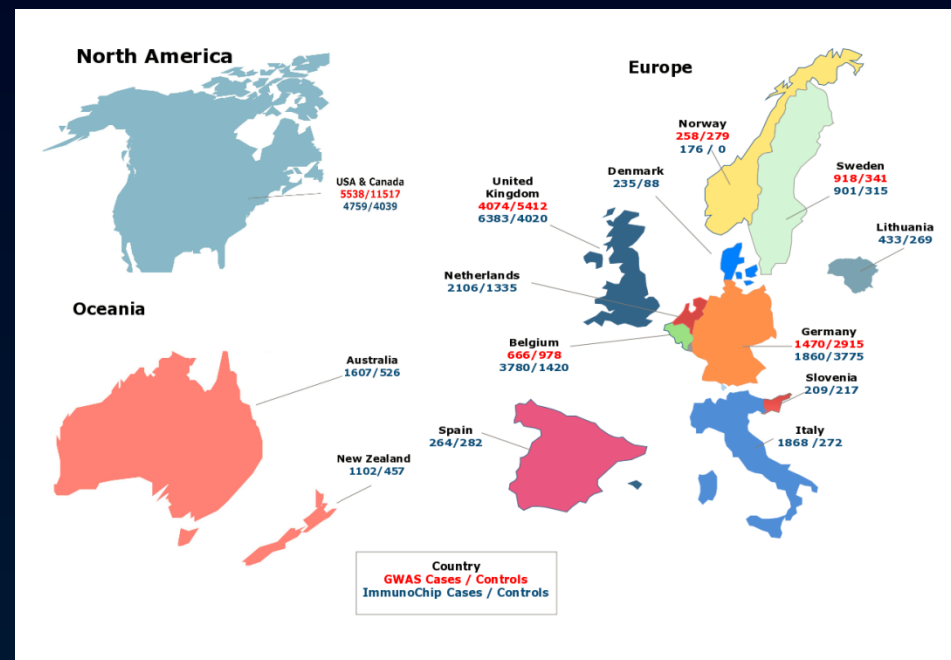 North America
USA & Canada
5538/11517
4759/4039
Europe
Norway
258/279
176 / 0
Denmark
235/88
Sweden
918/341
901/315
United
Kingdom
4074/5412
6383/4020
Lithuania
433/269
Netherlands
2106/1335
Belgium
666/978
3780/1420
Germany
1470/2915
1860/3775
Slovenia
209/217
Italy
1868 /272
Spain
264/282
Oceania
Australia
1607/526
New Zealand
1102/457
Country
GWAS Cases / Controls
ImmunoChip Cases / Controls